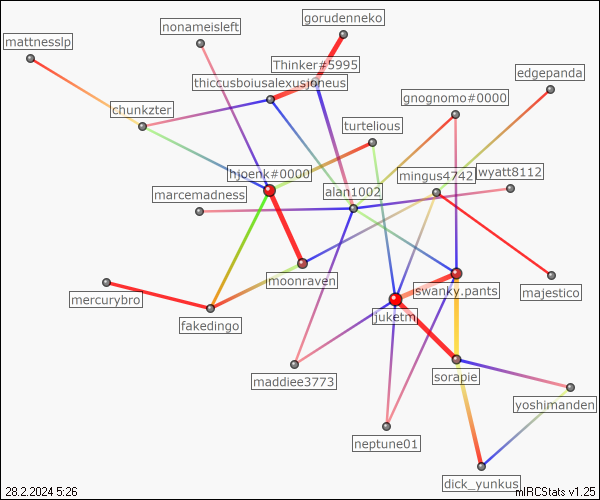 gorudenneko
nonameisleft
mattnesslp
Thinker#5995
edgepanda
thiccusboiusalexusjoneus
gnognomo#0000
chunkzter
turtelious
wyatt8112
hjoenk#0000
mingus4742
alan1002
marcemadness
moonraven
swanky.pants
majestico
mercurybro
juketm
fakedingo
sorapie
maddiee3773
yoshimanden
neptune01
dick_yunkus
28.2.2024 5:26
mIRCStats v1.25